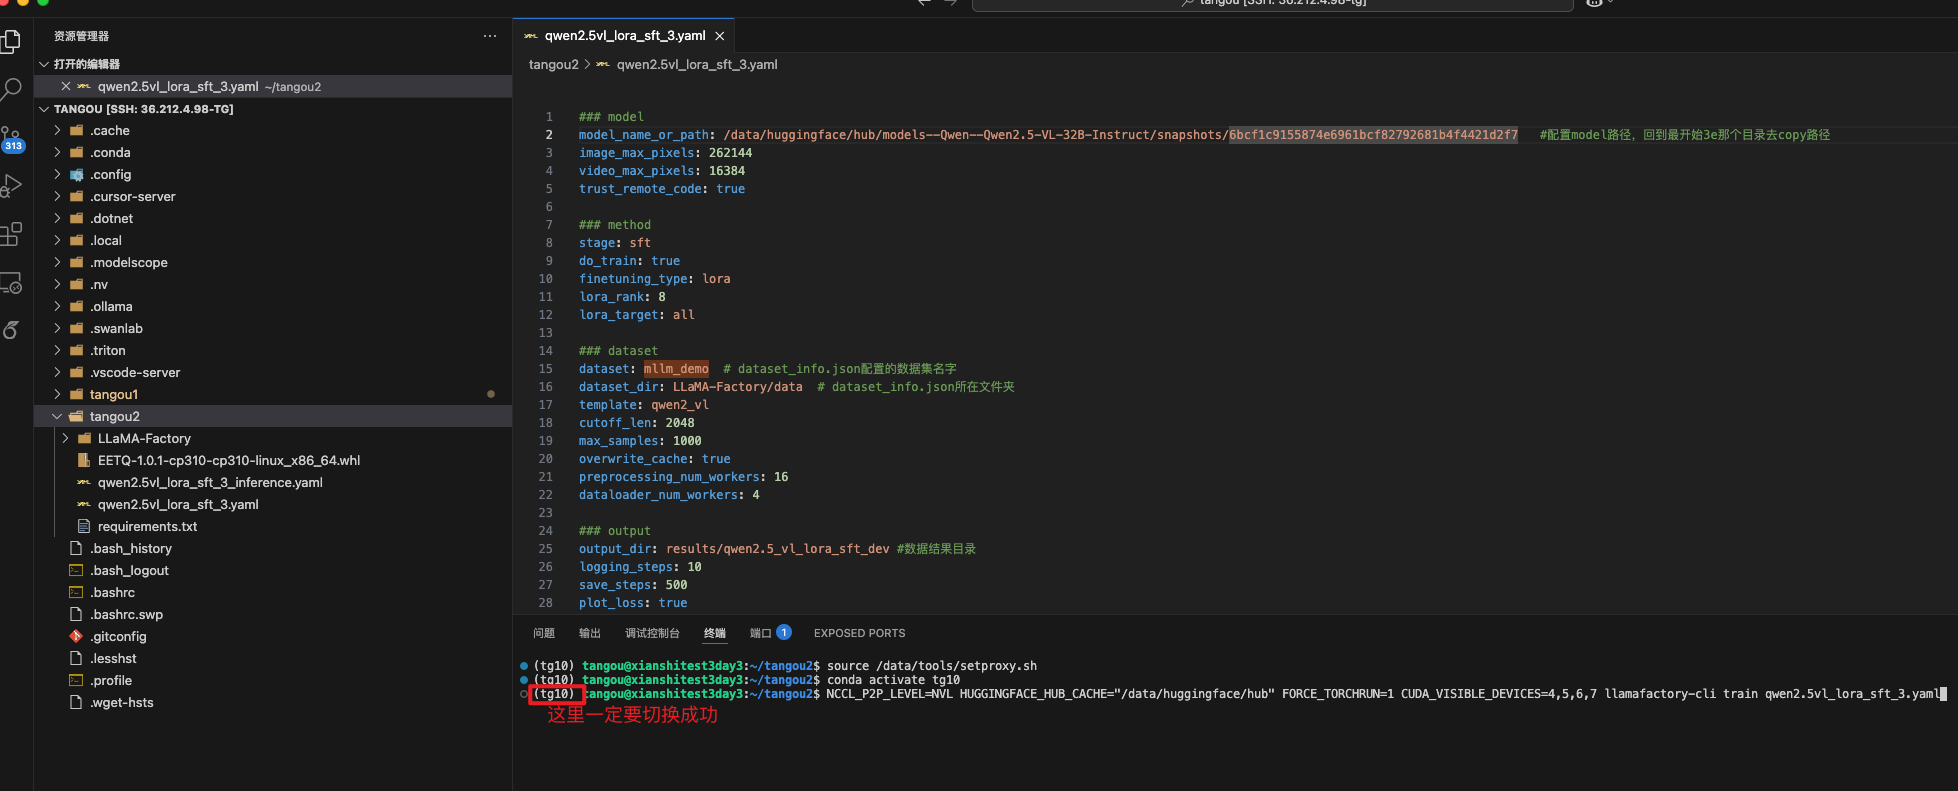 tangou [SSH: 36.212.4.98-tg]
资源管理器
打开的编辑器
qwen2.5vl_lora_sft_3.yaml ~/tangou2
TANGOU [SSH: 36.212.4.98-TG]
.cache
.conda
313
.config
.cursor-server
.dotnet
.local
.modelscope
.nv
.ollama
.swanlab
.triton
.vscode-server
tangou1
tangou2
LLaMA-Factory
EETQ-1.0.1-cp310-cp310-linux_x86_64.whl
qwen2.5vl_lora_sft_3_inference.yaml
qwen2.5vl_lora_sft_3.yaml
requirements.txt
.bash_history
.bash_logout
.bashrc
.bashrc.swp
.gitconfig
.lesshst
.profile
.wget-hsts
qwen2.5vl_lora_sft_3.yaml
tangou2 > qwen2.5vl_lora_sft_3.yaml
1 ### model
2 model_name_or_path: /data/huggingface/hub/models--Qwen--Qwen2.5-VL-32B-Instruct/snapshots/6bcf1c9155874e6961bcf82792681b4f4421d2f7 #配置model路径，回到最开始3e那个目录去copy路径
3 image_max_pixels: 262144
4 video_max_pixels: 16384
5 trust_remote_code: true
6
7 ### method
8 stage: sft
9 do_train: true
10 finetuning_type: lora
11 lora_rank: 8
12 lora_target: all
13
14 ### dataset
15 dataset: mllm_demo # dataset_info.json配置的数据集名字
16 dataset_dir: LLaMA-Factory/data # dataset_info.json所在文件夹
17 template: qwen2_vl
18 cutoff_len: 2048
19 max_samples: 1000
20 overwrite_cache: true
21 preprocessing_num_workers: 16
22 dataloader_num_workers: 4
23
24 ### output
25 output_dir: results/qwen2.5_vl_lora_sft_dev #数据结果目录
26 logging_steps: 10
27 save_steps: 500
28 plot_loss: true
问题 输出 调试控制台 终端 端口 1 EXPOSED PORTS
(tg10) tangou@xianshitest3day3:~/tangou2$ source /data/tools/setproxy.sh
(tg10) tangou@xianshitest3day3:~/tangou2$ conda activate tg10
(tg10) tangou@xianshitest3day3:~/tangou2$ NCCL_P2P_LEVEL=NVL HUGGINGFACE_HUB_CACHE="/data/huggingface/hub" FORCE_TORCHRUN=1 CUDA_VISIBLE_DEVICES=4,5,6,7 llamafactory-cli train qwen2.5vl_lora_sft_3.yaml
这里一定要切换成功